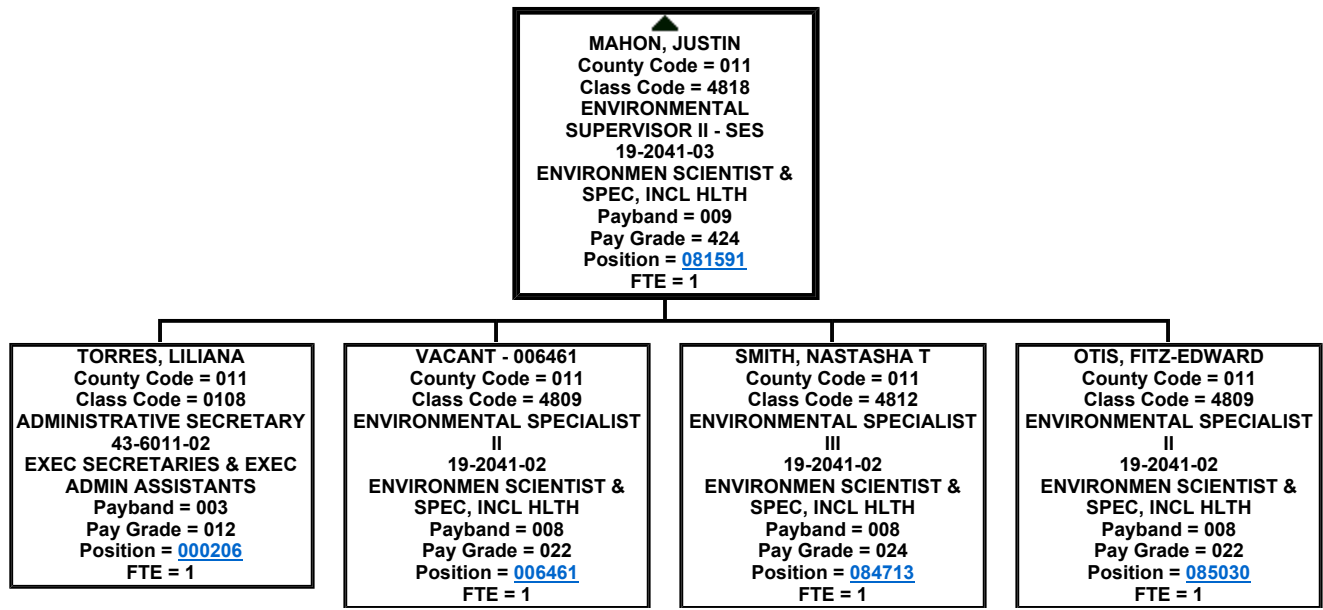 MAHON, JUSTIN
County Code = 011
Class Code = 4818
ENVIRONMENTAL
SUPERVISOR II - SES
19-2041-03
ENVIRONMEN SCIENTIST &
SPEC, INCL HLTH
Payband = 009
Pay Grade = 424
Position = 081591
FTE = 1
TORRES, LILIANA
County Code = 011
Class Code = 0108
ADMINISTRATIVE SECRETARY
43-6011-02
EXEC SECRETARIES & EXEC
ADMIN ASSISTANTS
Payband = 003
Pay Grade = 012
Position = 000206
FTE = 1
VACANT - 006461
County Code = 011
Class Code = 4809
ENVIRONMENTAL SPECIALIST
II
19-2041-02
ENVIRONMEN SCIENTIST &
SPEC, INCL HLTH
Payband = 008
Pay Grade = 022
Position = 006461
FTE = 1
SMITH, NASTASHA T
County Code = 011
Class Code = 4812
ENVIRONMENTAL SPECIALIST
III
19-2041-02
ENVIRONMEN SCIENTIST &
SPEC, INCL HLTH
Payband = 008
Pay Grade = 024
Position = 084713
FTE = 1
OTIS, FITZ-EDWARD
County Code = 011
Class Code = 4809
ENVIRONMENTAL SPECIALIST
II
19-2041-02
ENVIRONMEN SCIENTIST &
SPEC, INCL HLTH
Payband = 008
Pay Grade = 022
Position = 085030
FTE = 1